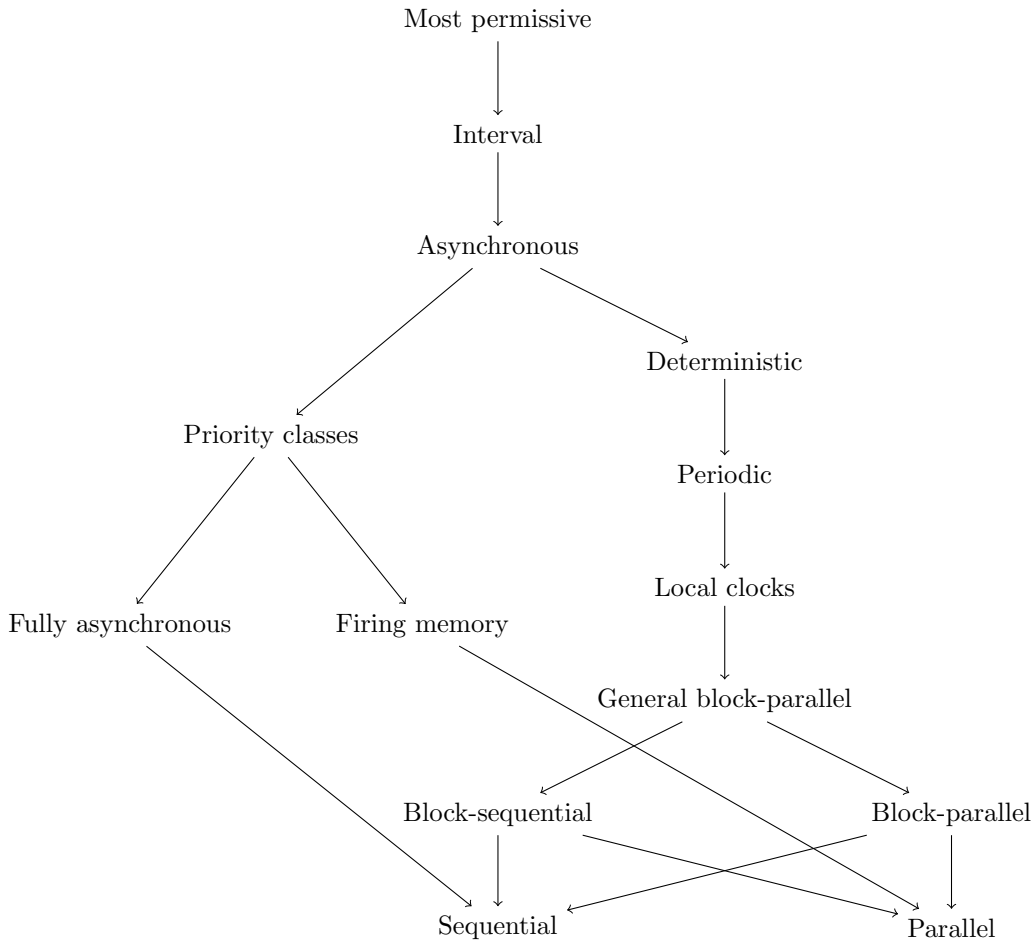 Most permissive
Interval
Asynchronous
Deterministic
Priority classes
Periodic
Local clocks
Fully asynchronous
Firing memory
General block-parallel
Block-sequential
Block-parallel
Sequential
Parallel